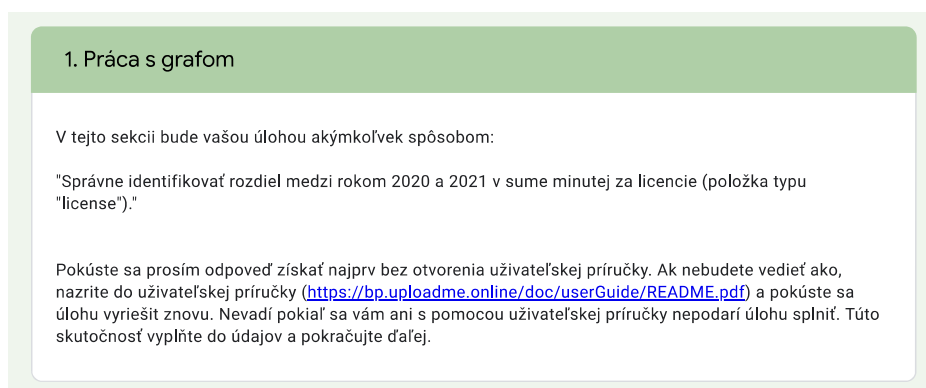 1. Práca s grafom
V tejto sekcii bude vašou úlohou akýmkoľvek spôsobom:
"Správne identifikovať rozdiel medzi rokom 2020 a 2021 v sume minutej za licencie (položka typu
"license")."
Pokúste sa prosím odpoveď získať najprv bez otvorenia uživateľskej príručky. Ak nebudete vedieť ako,
nazrite do uživateľskej príručky (https://bp.uploadme.online/doc/userGuide/README.pdf) a pokúste sa
úlohu vyriešit znovu. Nevadí pokiaľ sa vám ani s pomocou uživateľskej príručky nepodarí úlohu splniť. Túto
skutočnosť vyplňte do údajov a pokračujte ďaľej.